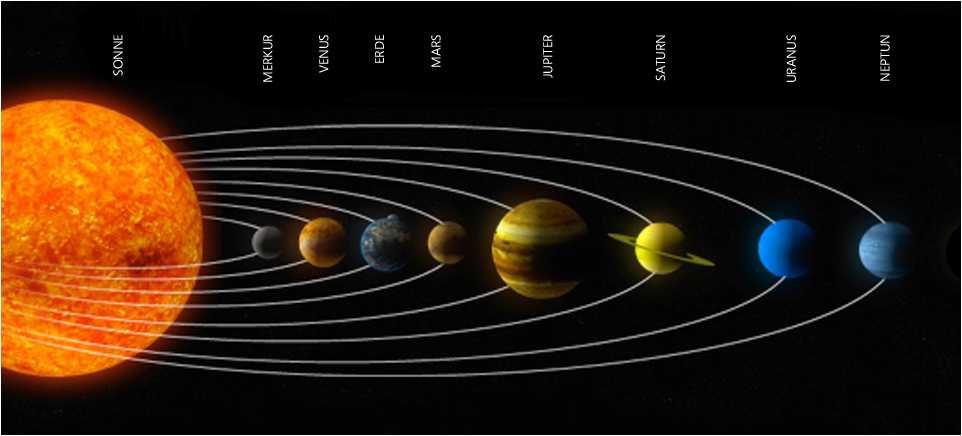 SONNE
MERKUR
VENUS
ERDE
MARS
JUPITER
SATURN
URANUS
NEPTUN